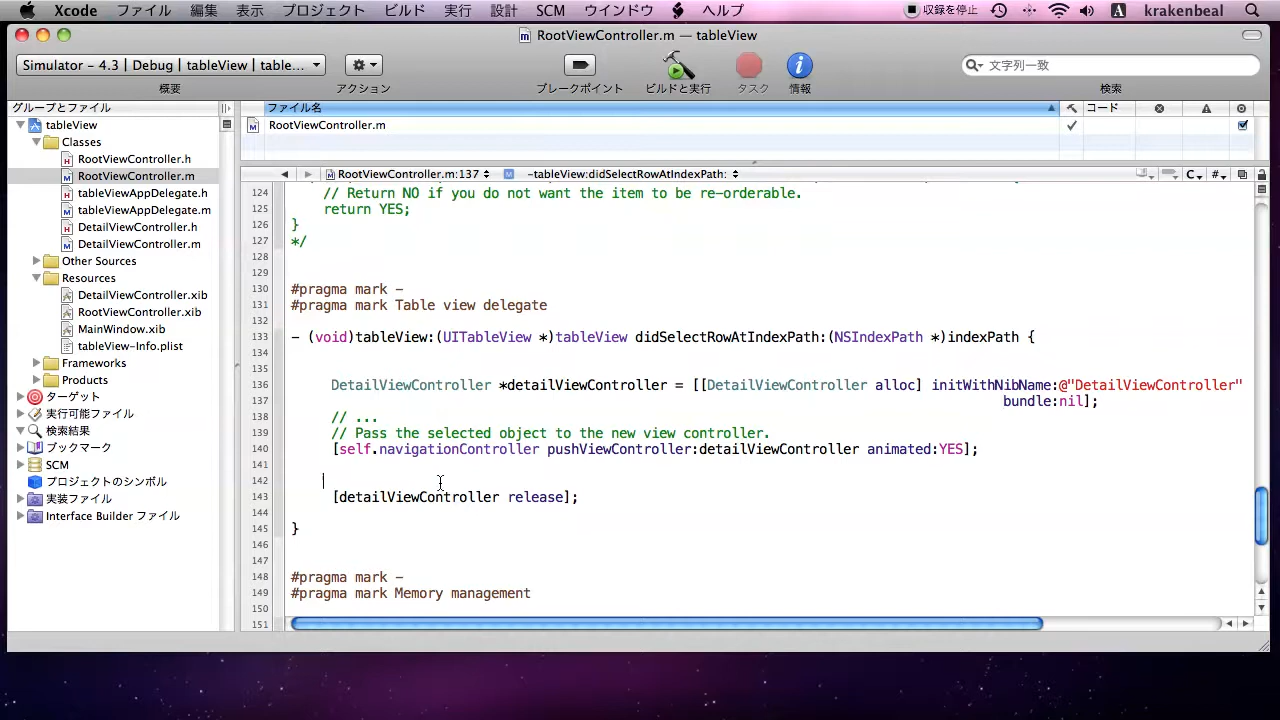 Xcode ファイル 編集 表示 プロジェクト ビルド 実行 設計 SCM ウインドウ ヘルプ 収録を停止 A krakenbeal
RootViewController.m — tableView
Simulator - 4.3 | Debug | tableView | table... 文字列一致
概要 アクション ブレークポイント ビルドと実行 タスク 情報 検索
グループとファイル ファイル名 コード
RootViewController.m
tableView
Classes
RootViewController.h
RootViewController.m
tableViewAppDelegate.h
tableViewAppDelegate.m
DetailViewController.h
DetailViewController.m
Other Sources
Resources
DetailViewController.xib
RootViewController.xib
MainWindow.xib
tableView-Info.plist
Frameworks
Products
ターゲット
実行可能ファイル
検索結果
ブックマーク
SCM
プロジェクトのシンボル
実装ファイル
Interface Builder ファイル
RootViewController.m:137 -tableView:didSelectRowAtIndexPath: C #
124 // Return NO if you do not want the item to be re-orderable.
125 return YES;
126 }
127 */
128
129
130 #pragma mark -
131 #pragma mark Table view delegate
132
133 - (void)tableView:(UITableView *)tableView didSelectRowAtIndexPath:(NSIndexPath *)indexPath {
134
135
136 DetailViewController *detailViewController = [[DetailViewController alloc] initWithNibName:@"DetailViewController"
137 bundle:nil];
138 // ...
139 // Pass the selected object to the new view controller.
140 [self.navigationController pushViewController:detailViewController animated:YES];
141
142
143 [detailViewController release];
144
145 }
146
147
148 #pragma mark -
149 #pragma mark Memory management
150
151